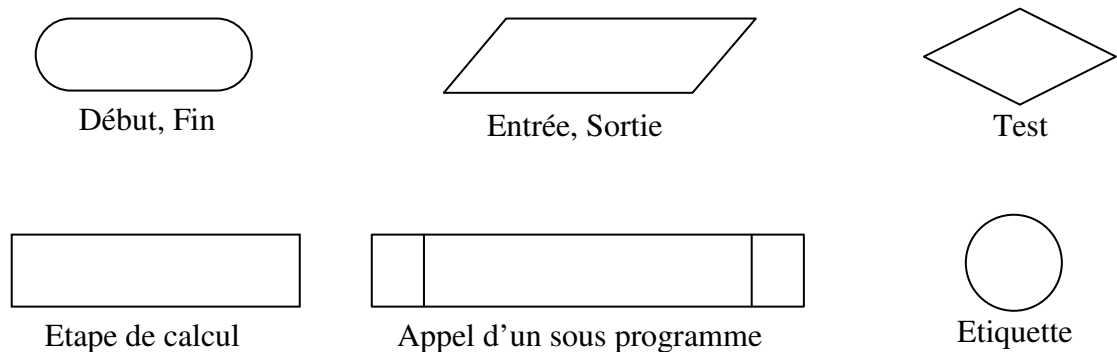 Début, Fin
Entrée, Sortie
Test
Etape de calcul
Appel d'un sous programme
Etiquette